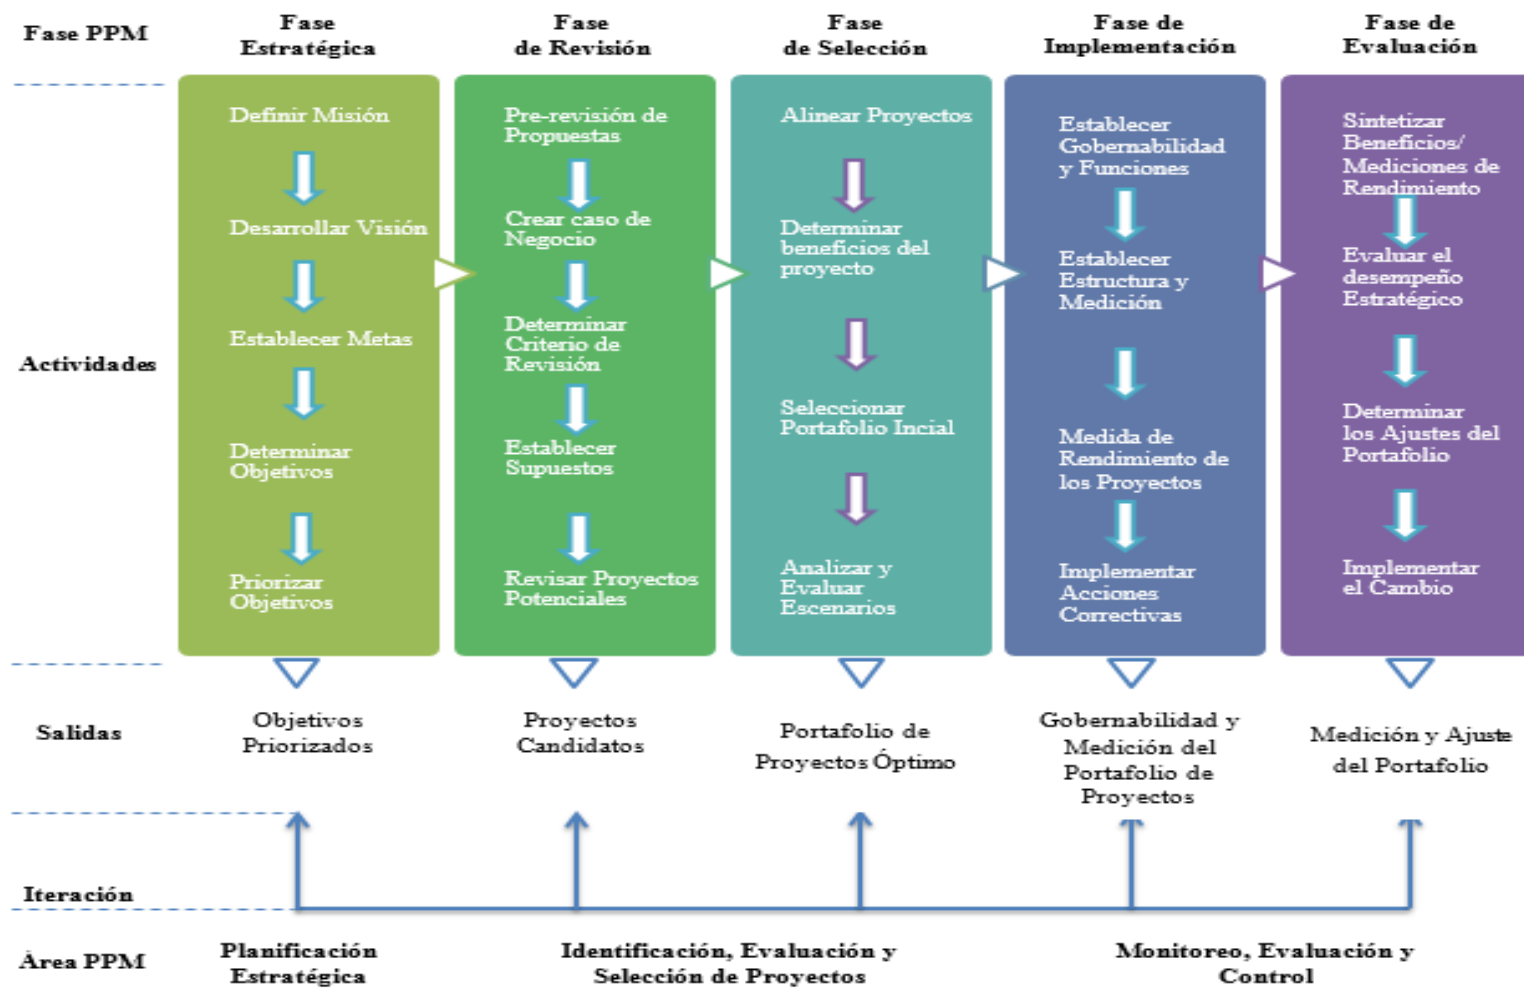 Fase PPM
Fase
Estratégica
Fase
de Revisión
Fase
de Selección
Fase de
Implementación
Fase de
Evaluación
Actividades
Definir Misión
Desarrollar Visión
Establecer Metas
Determinar
Objetivos
Priorizar
Objetivos
Pre-revisión de
Propuestas
Crear caso de
Negocio
Determinar
Criterio de
Revisión
Establecer
Supuestos
Revisar Proyectos
Potenciales
Alinear Proyectos
Determinar
beneficios del
proyecto
Seleccionar
Portafolio Incial
Analizar y
Evaluar
Escenarios
Establecer
Gobernabilidad
y Funciones
Establecer
Estructura y
Medición
Medida de
Rendimiento de
los Proyectos
Implementar
Acciones
Correctivas
Sintetizar
Beneficios/
Mediciones de
Rendimiento
Evaluar el
desempeño
Estratégico
Determinar
los Ajustes del
Portafolio
Implementar
el Cambio
Salidas
Objetivos
Priorizados
Proyectos
Candidatos
Portafolio de
Proyectos Óptimo
Gobernabilidad y
Medición del
Portafolio de
Proyectos
Medición y Ajuste
del Portafolio
Iteración
Área PPM
Planificación
Estratégica
Identificación, Evaluación y
Selección de Proyectos
Monitoreo, Evaluación y
Control